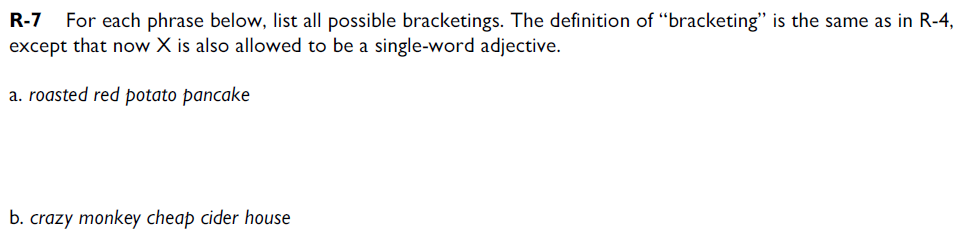 R-7 For each phrase below, list all possible bracketings. The definition of “bracketing” is the same as in R-4,
except that now X is also allowed to be a single-word adjective.
a. roasted red potato pancake
b. crazy monkey cheap cider house